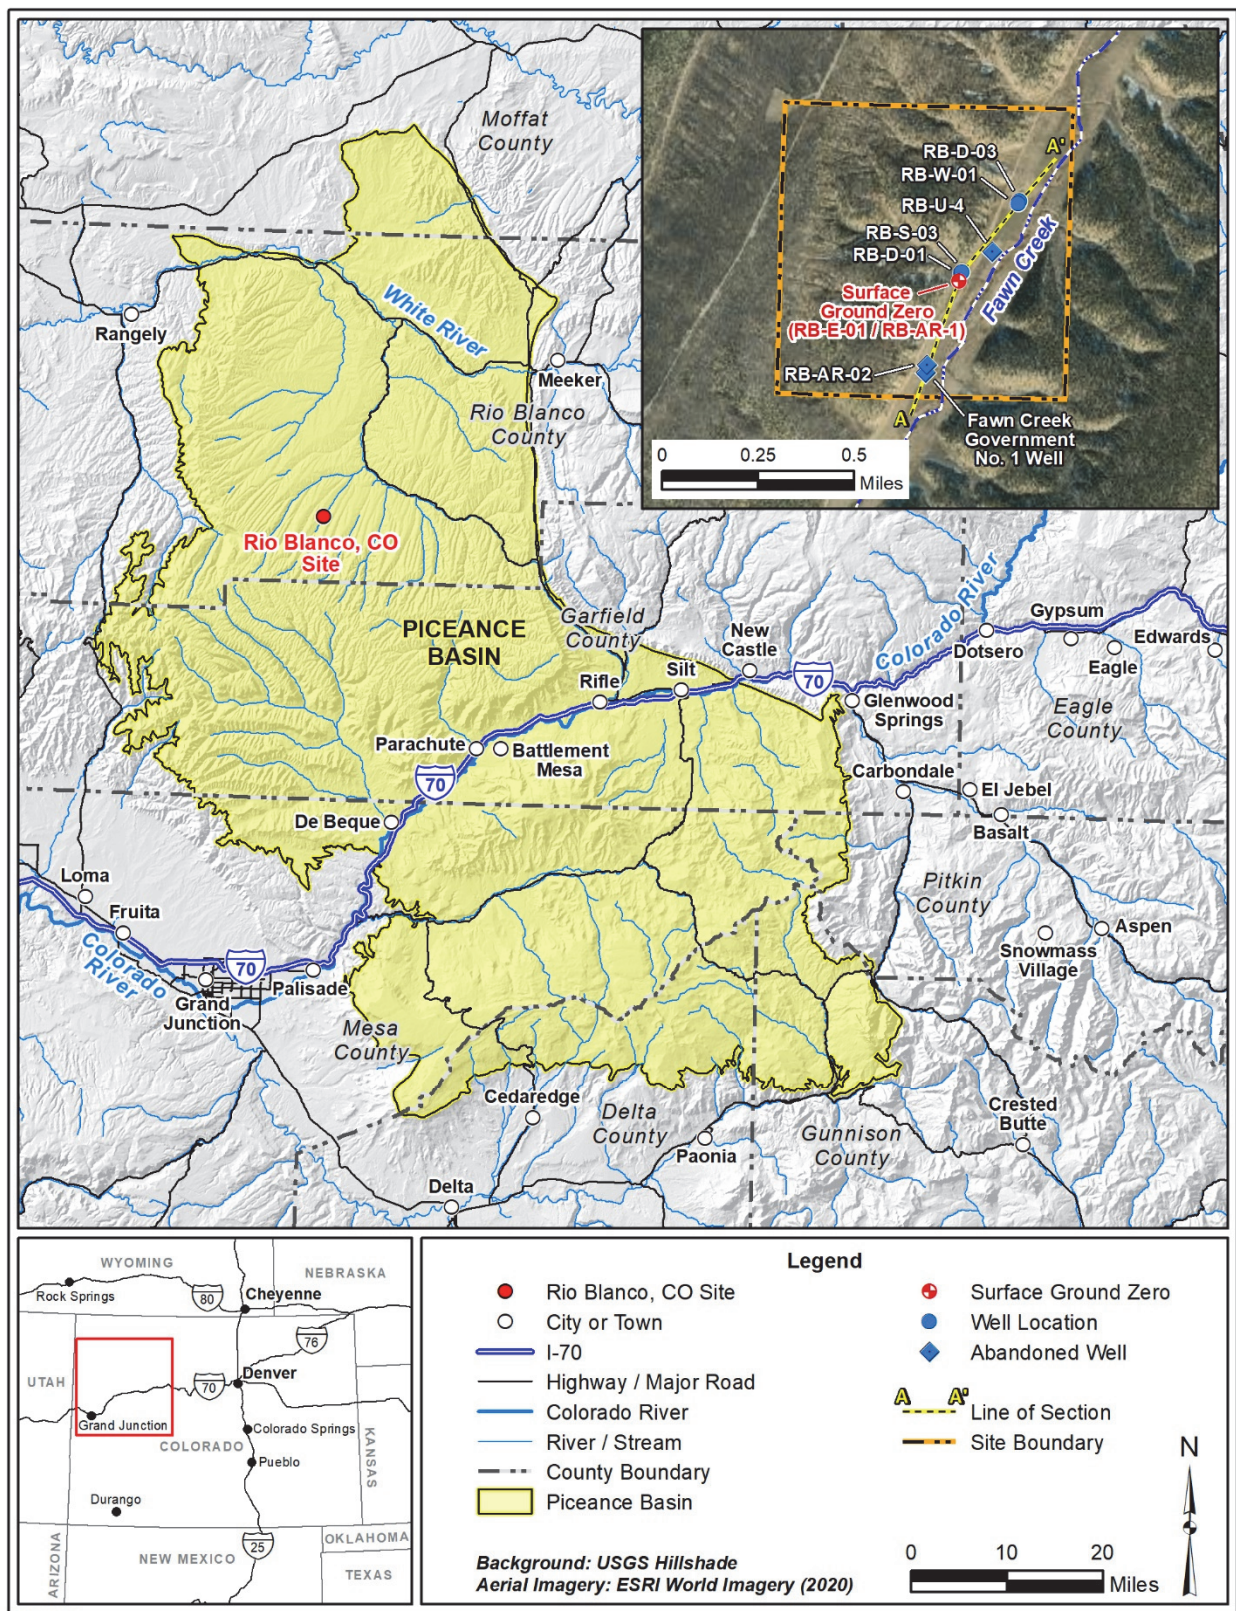 Moffat
County
White River
Rangely
Meeker
Rio Blanco
County
Rio Blanco, CO
Site
PICEANCE
BASIN
Garfield
County
Colorado River
New
Castle
Silt
Rifle
70
Glenwood
Springs
Dotsero
Gypsum
Eagle
Edwards
Eagle
County
Parachute
Battlement
Mesa
70
De Beque
Carbondale
El Jebel
Basalt
Pitkin
County
Aspen
Snowmass
Village
Loma
Fruita
Colorado
River
70
Grand
Junction
Palisade
Mesa
County
Cedaredge
Delta
County
Paonia
Gunnison
County
Crested
Butte
Delta
A'
RB-D-03
RB-W-01
RB-U-4
RB-S-03
RB-D-01
Surface
Ground Zero
(RB-E-01 / RB-AR-1)
Fawn Creek
RB-AR-02
A
Fawn Creek
Government
No. 1 Well
0 0.25 0.5
Miles
WYOMING
NEBRASKA
Rock Springs
80
Cheyenne
76
UTAH
70
Denver
Grand Junction
Colorado Springs
COLORADO
Pueblo
KANSAS
Durango
ARIZONA
NEW MEXICO
25
OKLAHOMA
TEXAS
Legend
Rio Blanco, CO Site
City or Town
I-70
Highway / Major Road
Colorado River
River / Stream
County Boundary
Piceance Basin
Surface Ground Zero
Well Location
Abandoned Well
A A' Line of Section
Site Boundary
N
Background: USGS Hillshade
Aerial Imagery: ESRI World Imagery (2020)
0 10 20
Miles